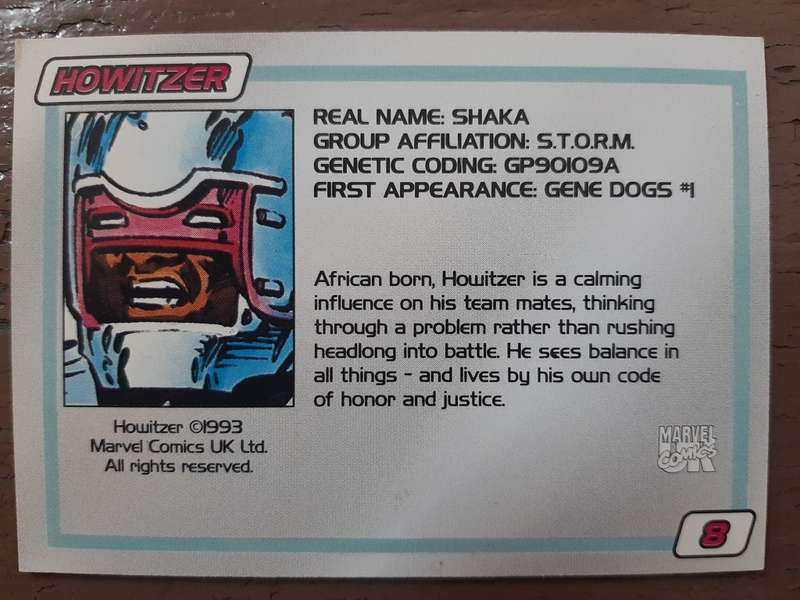 HOWITZER
REAL NAME: SHAKA
GROUP AFFILIATION: S.T.O.R.M.
GENETIC CODING: GP90109A
FIRST APPEARANCE: GENE DOGS #1
African born, Howitzer is a calming
influence on his team mates, thinking
through a problem rather than rushing
headlong into battle. He sees balance in
all things - and lives by his own code
of honor and justice.
Howitzer ©1993
Marvel Comics UK Ltd.
All rights reserved.
MARVEL
COMICS
UK
8